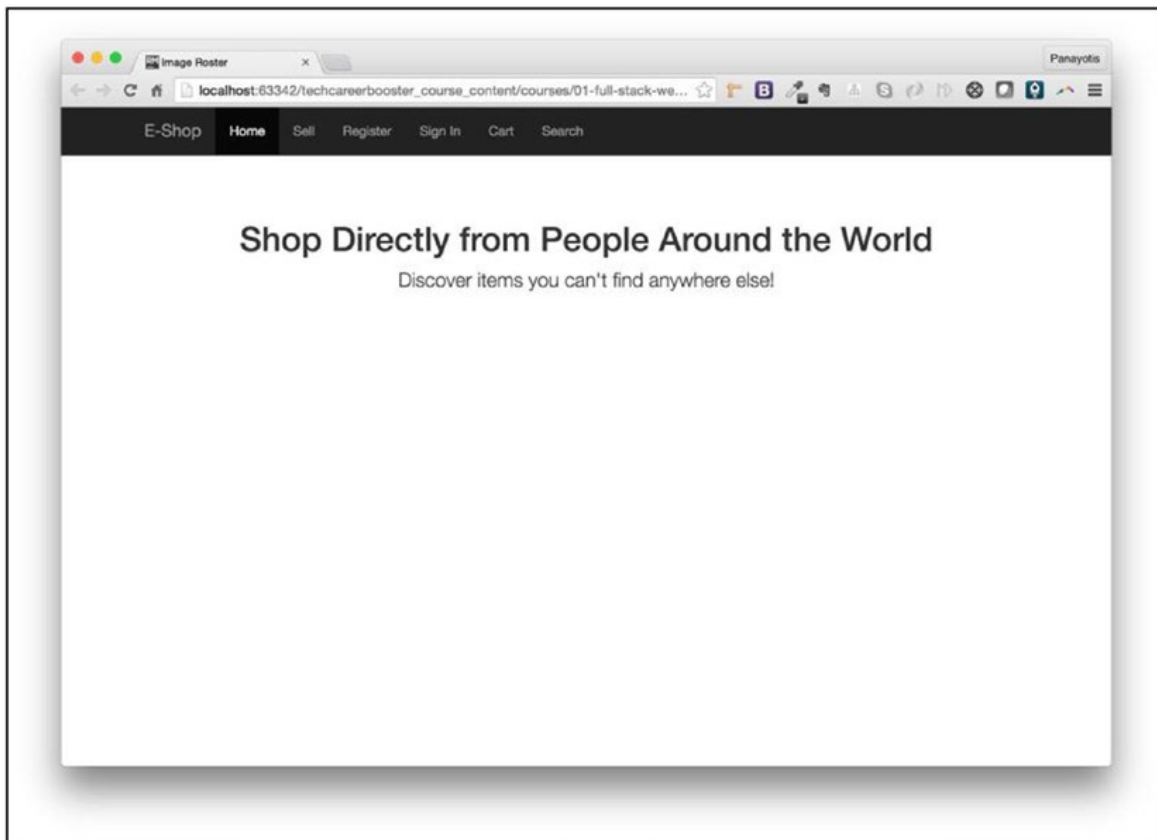 Image Roster
Panayotis
localhost:63342/techcareerbooster_course_content/courses/01-full-stack-we...
E-Shop Home Sell Register Sign In Cart Search
Shop Directly from People Around the World
Discover items you can't find anywhere else!